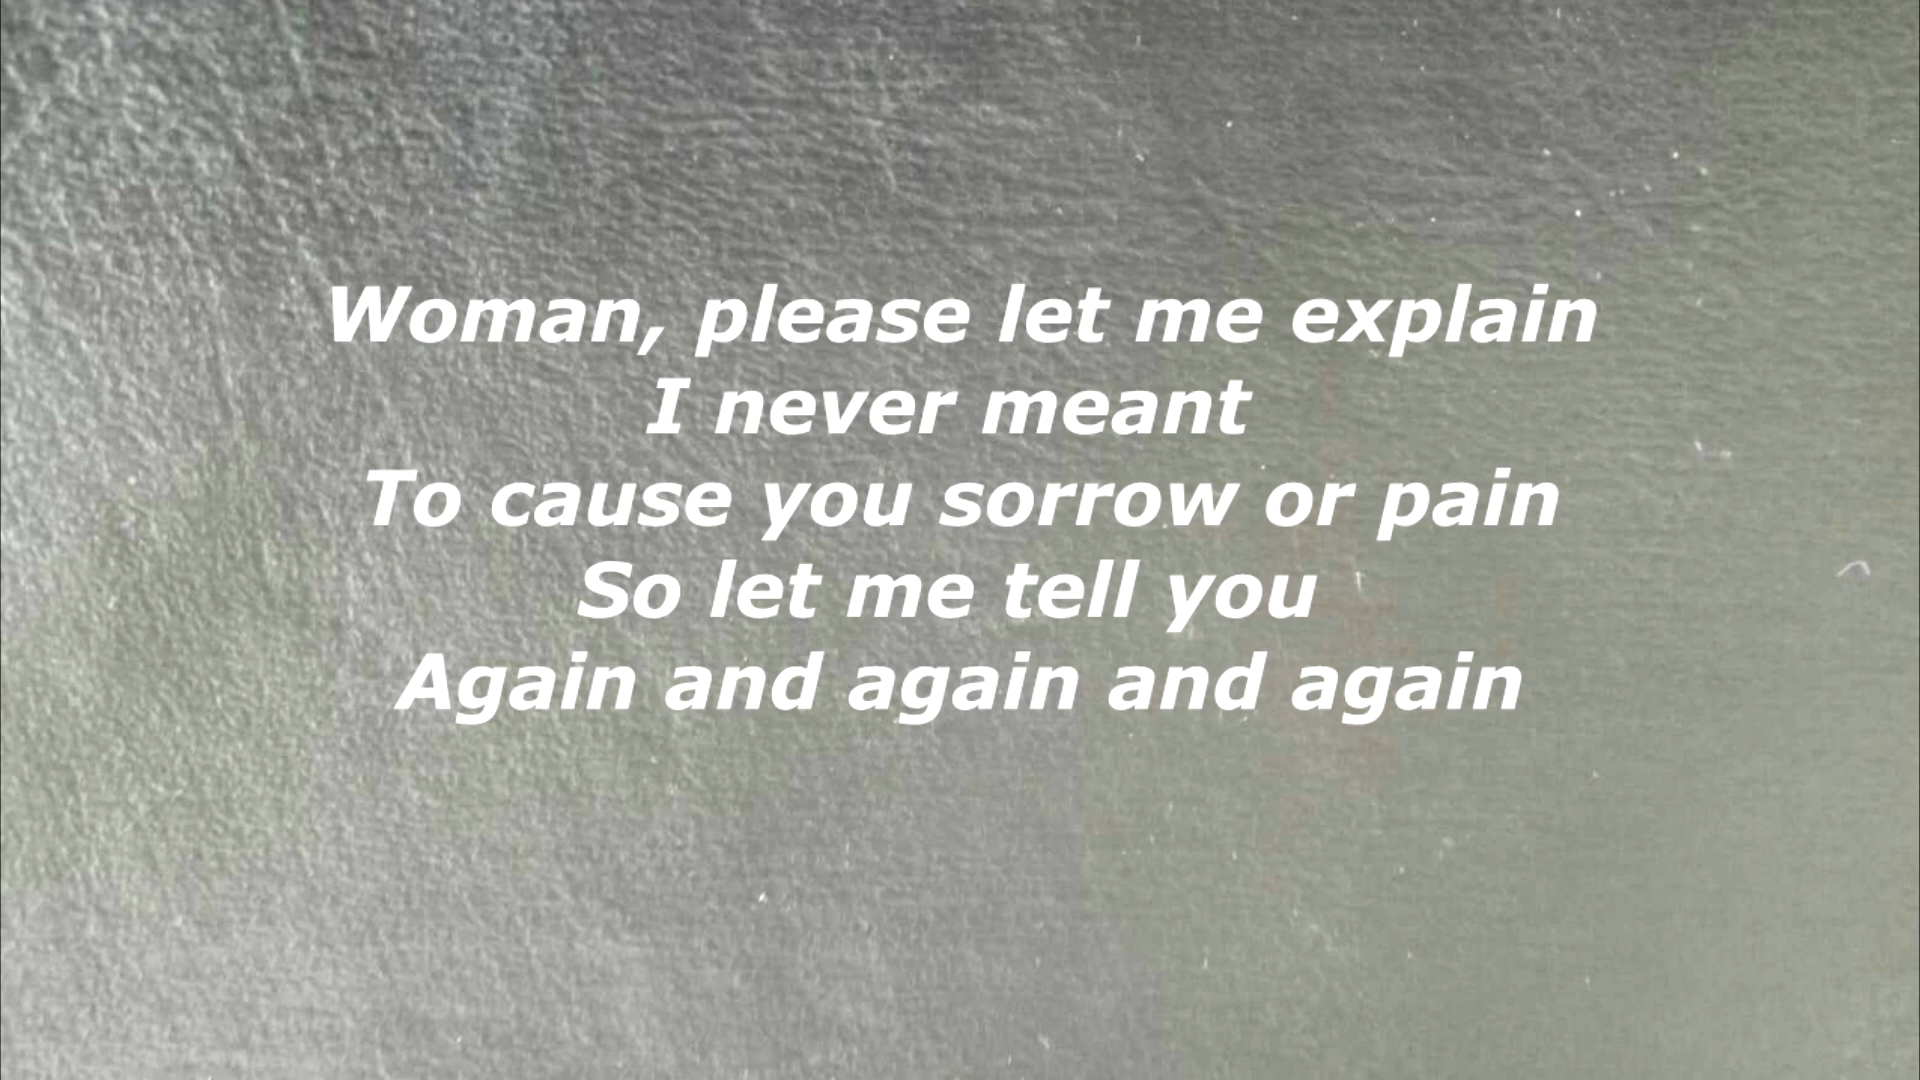 Woman, please let me explain
I never meant
To cause you sorrow or pain
So let me tell you
Again and again and again